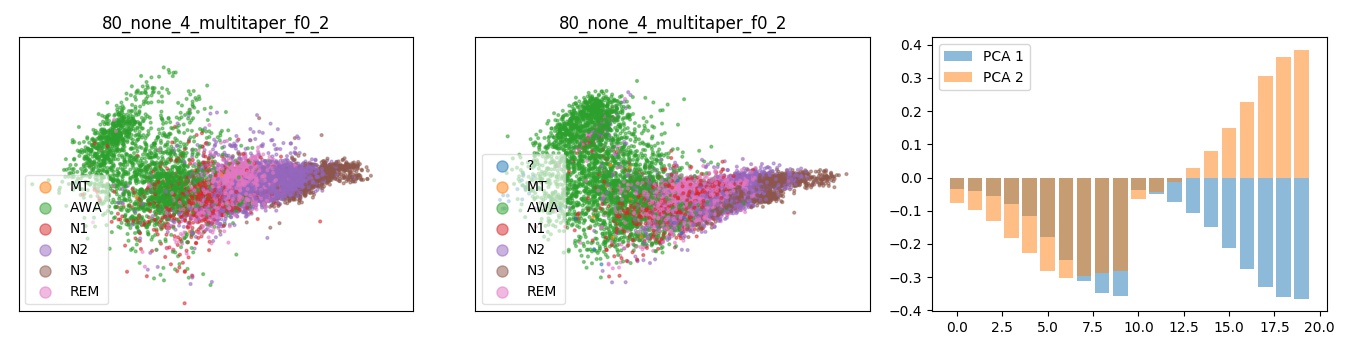 80_none_4_multitaper_f0_2
MT
AWA
N1
N2
N3
REM
80_none_4_multitaper_f0_2
?
MT
AWA
N1
N2
N3
REM
PCA 1
PCA 2
0.4
0.3
0.2
0.1
0.0
−0.1
−0.2
−0.3
−0.4
0.0 2.5 5.0 7.5 10.0 12.5 15.0 17.5 20.0